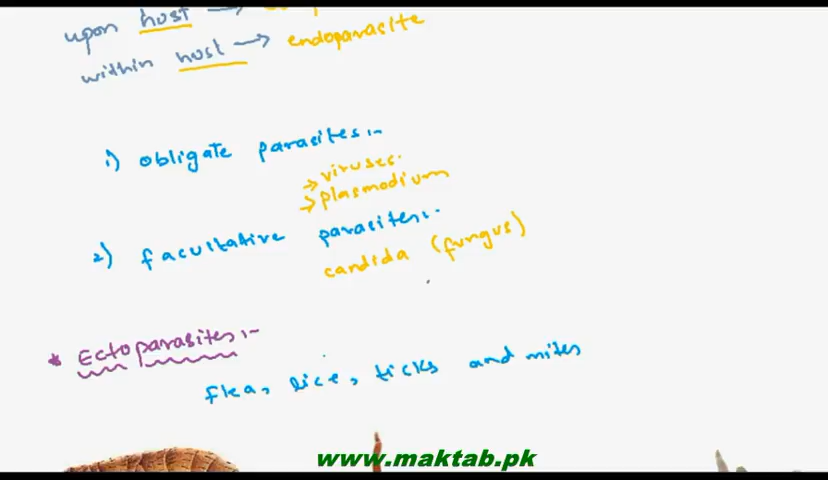 upon host →
within host → endoparasite
1) obligate parasites:-
→ viruses.
→ plasmodium
2) facultative parasites:-
candida (fungus)
* Ectoparasites:-
flea, lice, ticks and mites
www.maktab.pk